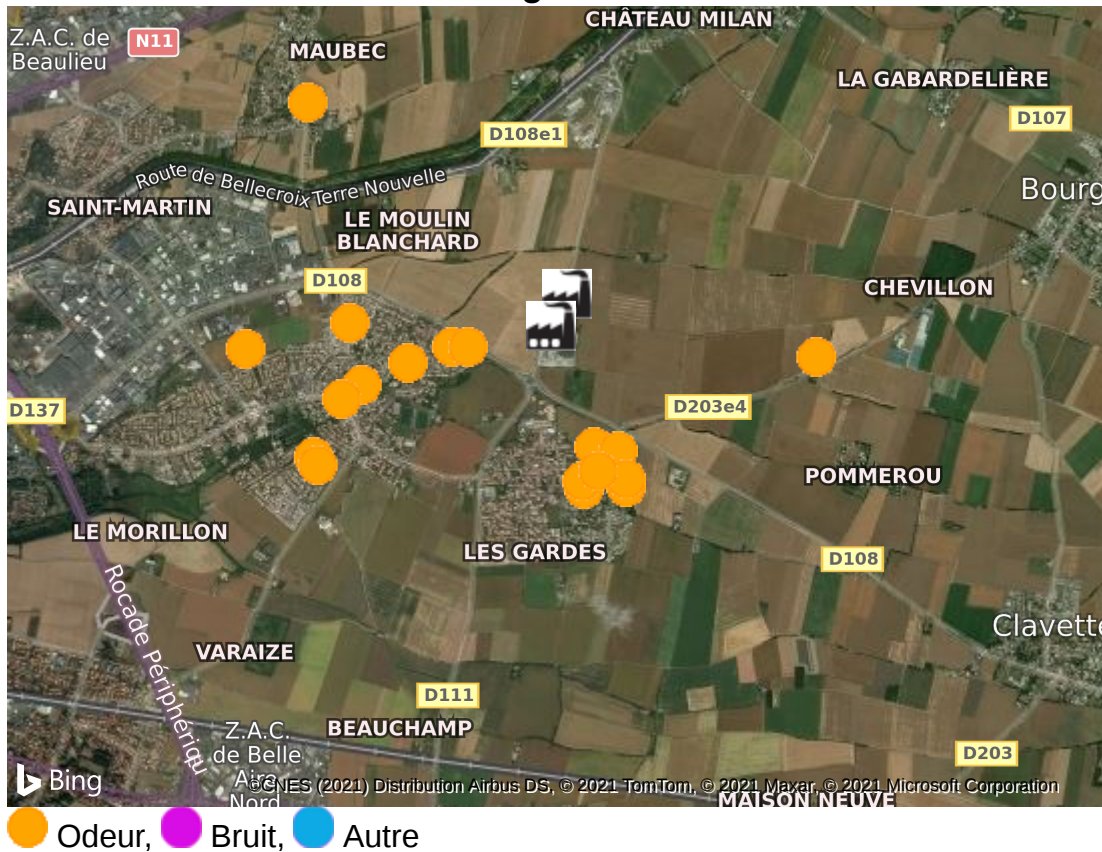 CHÂTEAU MILAN
Z.A.C. de
Beaulieu
N11
MAUBEC
LA GABARDELIÈRE
D107
D108e1
Route de Bellecroix
Terre Nouvelle
Bourg
SAINT-MARTIN
LE MOULIN
BLANCHARD
D108
CHEVILLON
D137
D203e4
POMMEROU
LE MORILLON
LES GARDES
D108
Rocade Périphériqu
Clavette
VARAIZE
D111
BEAUCHAMP
Z.A.C.
de Belle
Aire
Nord
D203
Bing
©CNES (2021) Distribution Airbus DS, © 2021 TomTom, © 2021 Maxar, © 2021 Microsoft Corporation
MAISON NEUVE
Odeur, Bruit, Autre